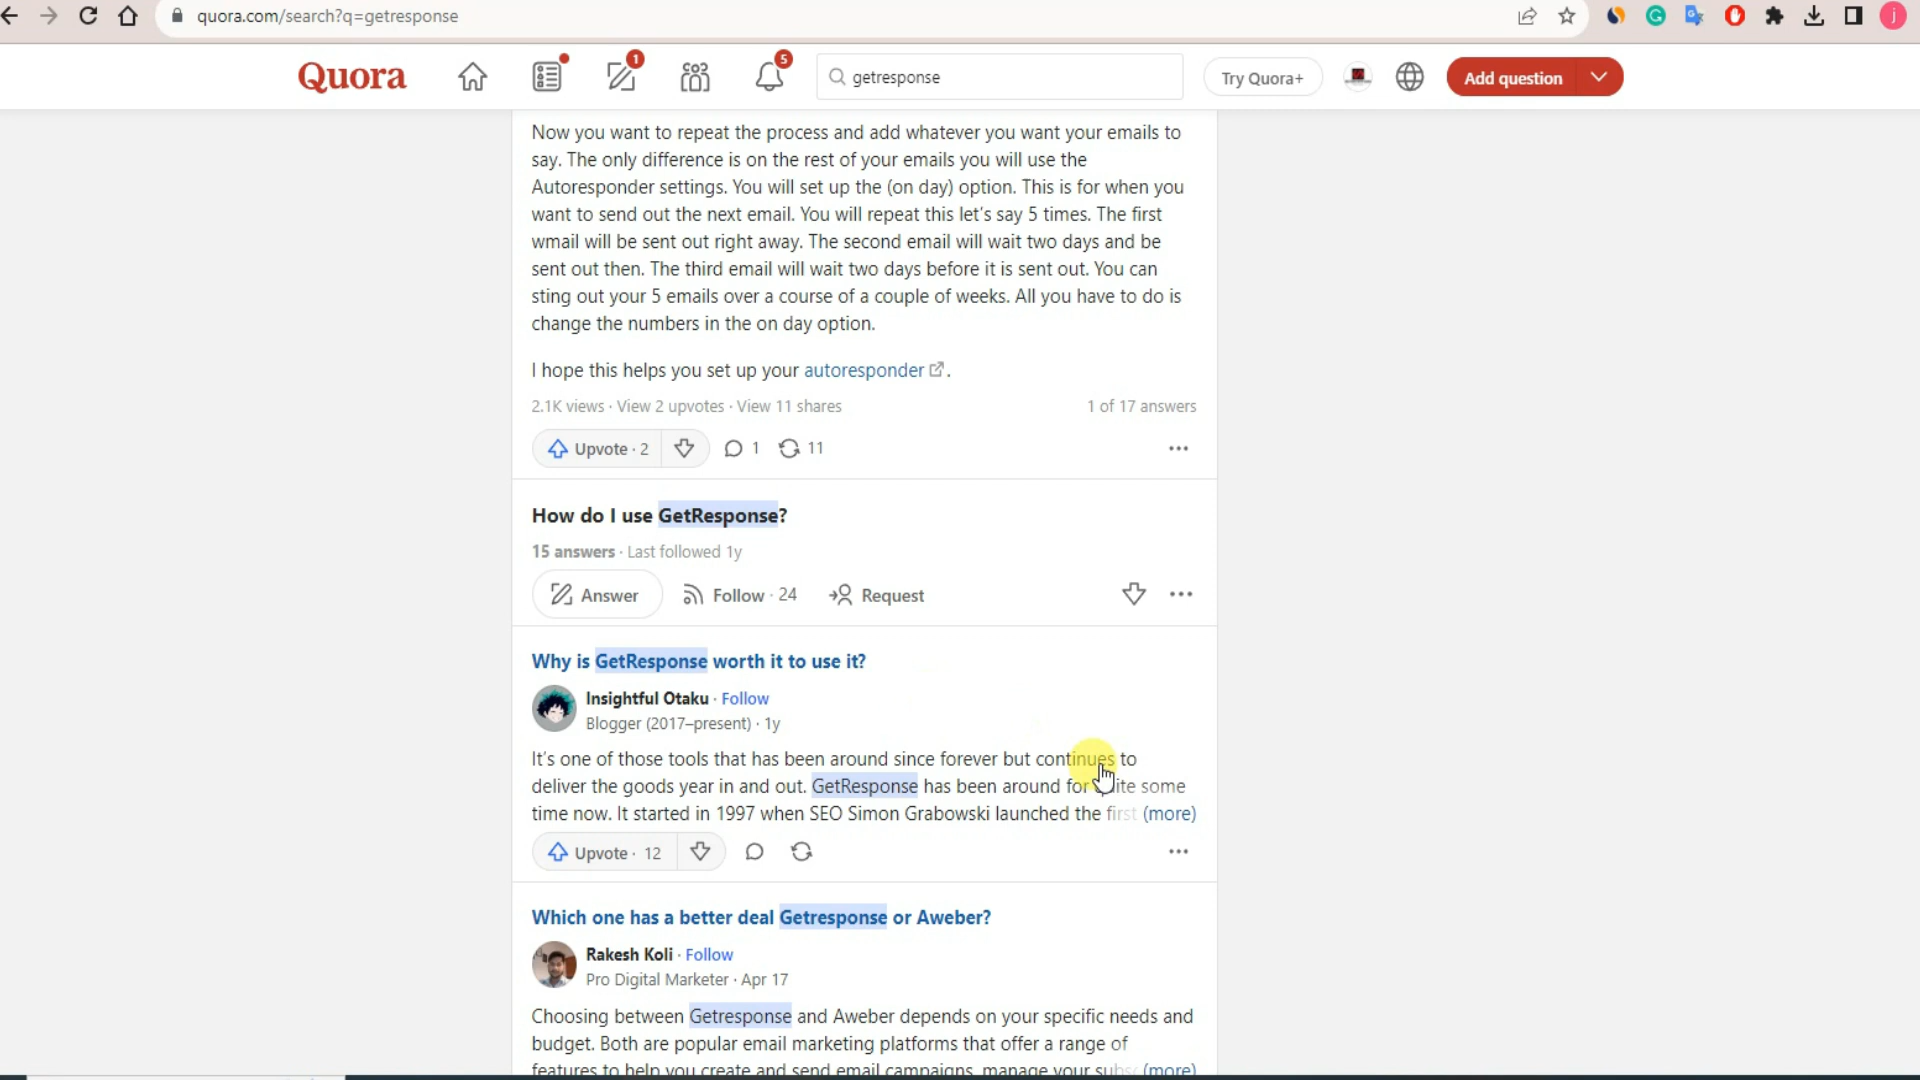 quora.com/search?q=getresponse
j
Quora
1
5
getresponse
Try Quora+
Add question
Now you want to repeat the process and add whatever you want your emails to
say. The only difference is on the rest of your emails you will use the
Autoresponder settings. You will set up the (on day) option. This is for when you
want to send out the next email. You will repeat this let's say 5 times. The first
wmail will be sent out right away. The second email will wait two days and be
sent out then. The third email will wait two days before it is sent out. You can
sting out your 5 emails over a course of a couple of weeks. All you have to do is
change the numbers in the on day option.
I hope this helps you set up your autoresponder.
2.1K views · View 2 upvotes · View 11 shares
1 of 17 answers
Upvote · 2
1
11
How do I use GetResponse?
15 answers · Last followed 1y
Answer
Follow · 24
Request
Why is GetResponse worth it to use it?
Insightful Otaku · Follow
Blogger (2017–present) · 1y
It's one of those tools that has been around since forever but continues to
deliver the goods year in and out. GetResponse has been around for quite some
time now. It started in 1997 when SEO Simon Grabowski launched the first (more)
Upvote · 12
Which one has a better deal Getresponse or Aweber?
Rakesh Koli · Follow
Pro Digital Marketer · Apr 17
Choosing between Getresponse and Aweber depends on your specific needs and
budget. Both are popular email marketing platforms that offer a range of
features to help you create and send email campaigns, manage your (more)